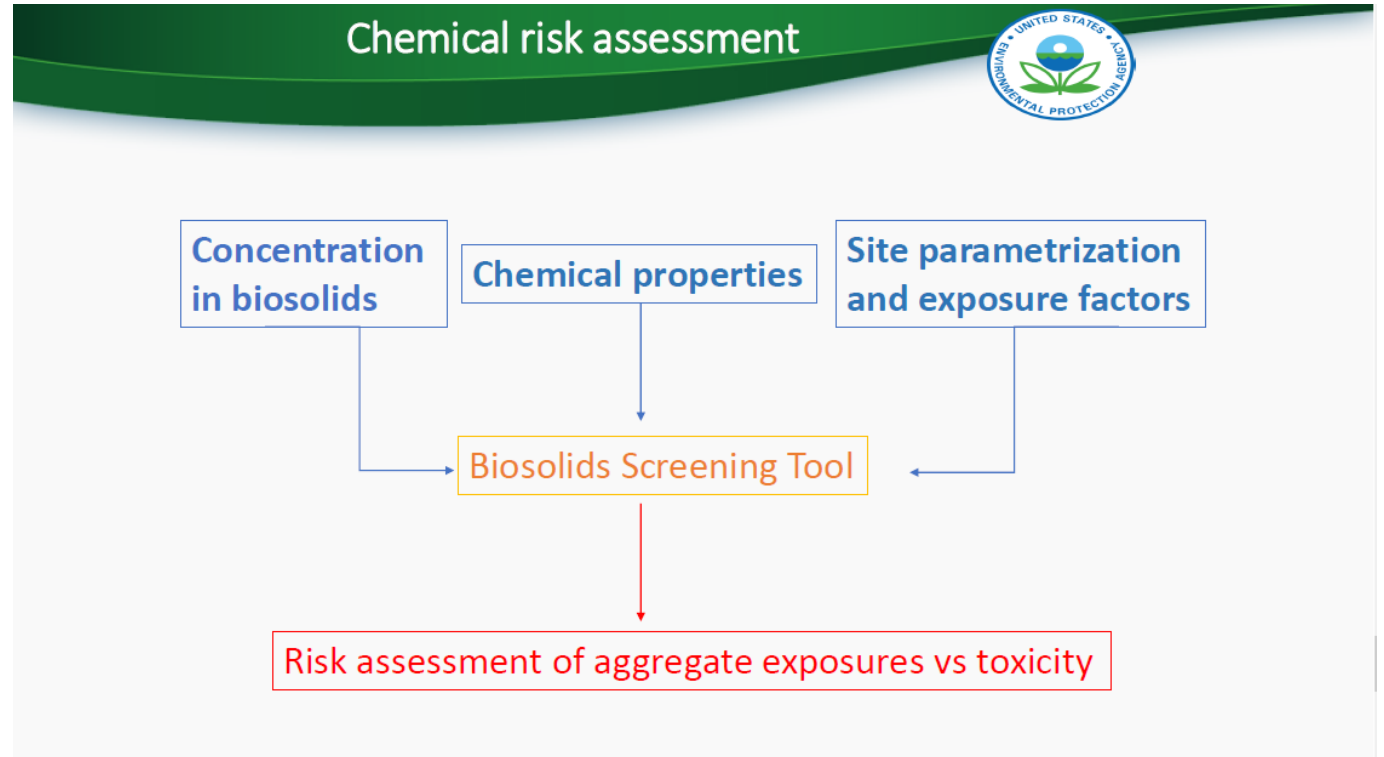 Chemical risk assessment
UNITED STATES
ENVIRONMENTAL PROTECTION AGENCY
Concentration
in biosolids
Chemical properties
Site parametrization
and exposure factors
Biosolids Screening Tool
Risk assessment of aggregate exposures vs toxicity